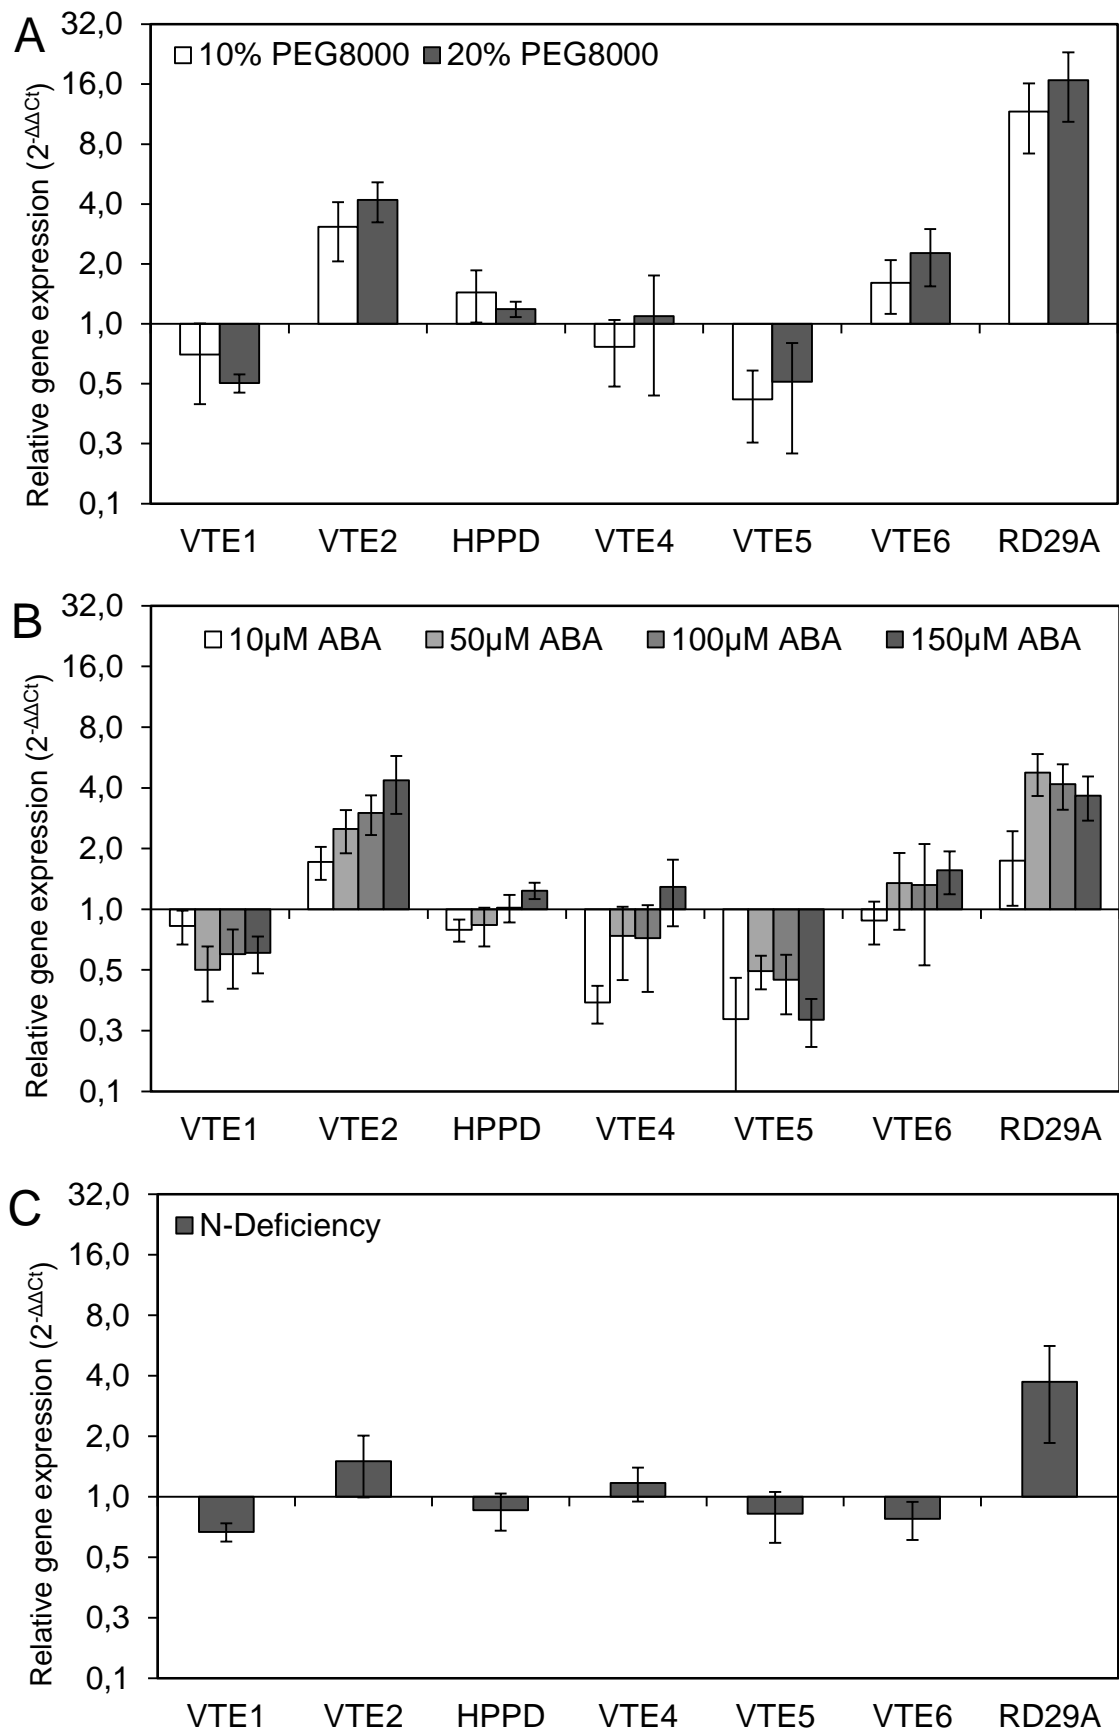 A
Relative gene expression (2-ΔΔCt)
32,0
16,0
8,0
4,0
2,0
1,0
0,5
0,3
0,1
10% PEG8000 20% PEG8000
VTE1 VTE2 HPPD VTE4 VTE5 VTE6 RD29A
B
Relative gene expression (2-ΔΔCt)
32,0
16,0
8,0
4,0
2,0
1,0
0,5
0,3
0,1
10µM ABA 50µM ABA 100µM ABA 150µM ABA
VTE1 VTE2 HPPD VTE4 VTE5 VTE6 RD29A
C
Relative gene expression (2-ΔΔCt)
32,0
16,0
8,0
4,0
2,0
1,0
0,5
0,3
0,1
N-Deficiency
VTE1 VTE2 HPPD VTE4 VTE5 VTE6 RD29A